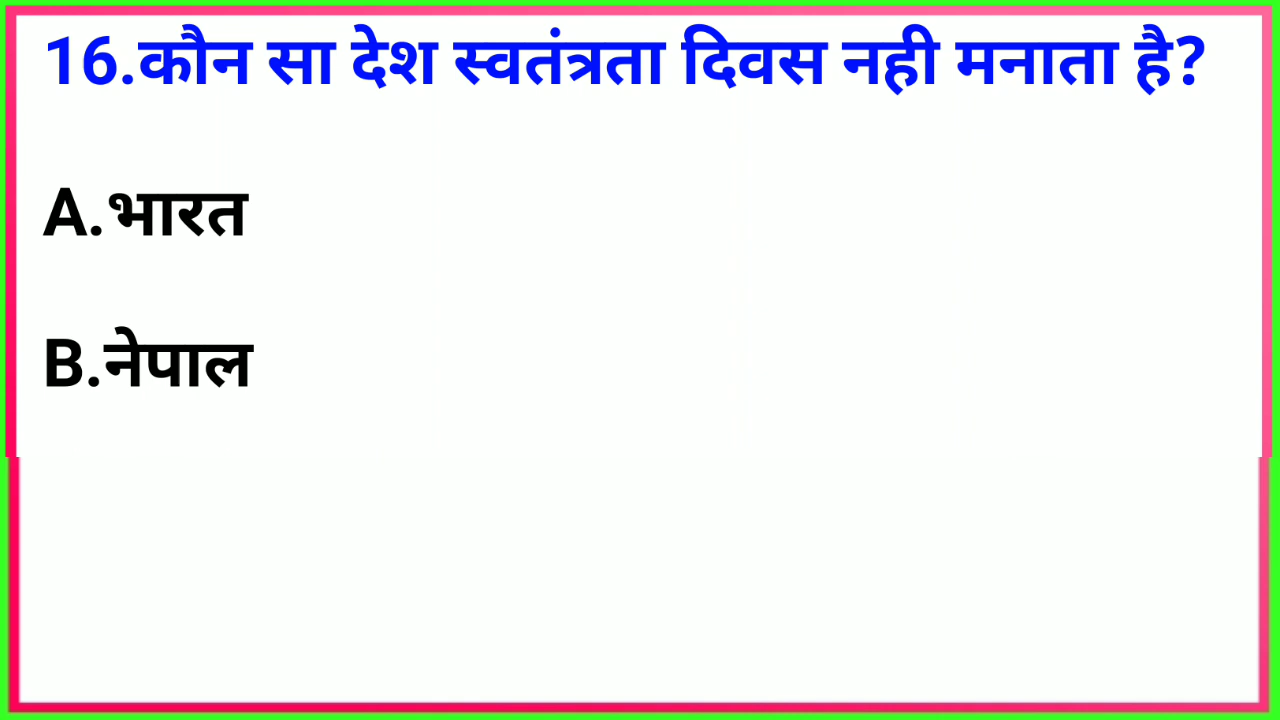 16.कौन सा देश स्वतंत्रता दिवस नही मनाता है?
A.भारत
B.नेपाल